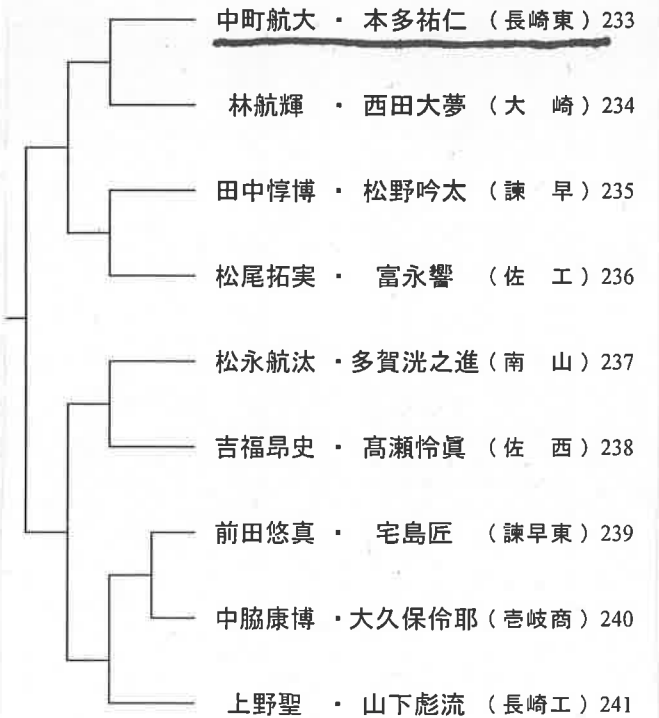 中町航大 ・ 本多祐仁 （長崎東）233
林航輝 ・ 西田大夢 （大　崎）234
田中惇博 ・ 松野吟太 （諫　早）235
松尾拓実 ・ 富永響 （佐　工）236
松永航汰 ・多賀洸之進（南　山）237
吉福昂史 ・ 髙瀬怜眞 （佐　西）238
前田悠真 ・ 宅島匠 （諫早東）239
中脇康博 ・大久保伶耶（壱岐商）240
上野聖 ・ 山下彪流 （長崎工）241